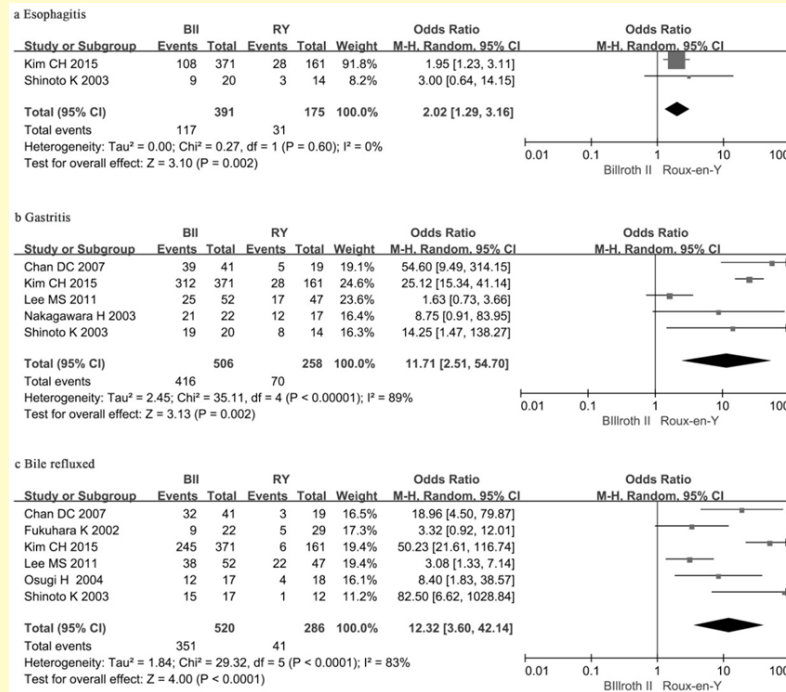 a Esophagitis
BII RY Odds Ratio Odds Ratio
Study or Subgroup Events Total Events Total Weight M-H. Random. 95% CI M-H. Random. 95% CI
Kim CH 2015 108 371 28 161 91.8% 1.95 [1.23, 3.11]
Shinoto K 2003 9 20 3 14 8.2% 3.00 [0.64, 14.15]
Total (95% CI) 391 175 100.0% 2.02 [1.29, 3.16]
Total events 117 31
Heterogeneity: Tau² = 0.00; Chi² = 0.27, df = 1 (P = 0.60); I² = 0%
Test for overall effect: Z = 3.10 (P = 0.002)
0.01 0.1 1 10 100
Billroth II Roux-en-Y
b Gastritis
BII RY Odds Ratio Odds Ratio
Study or Subgroup Events Total Events Total Weight M-H. Random. 95% CI M-H. Random. 95% CI
Chan DC 2007 39 41 5 19 19.1% 54.60 [9.49, 314.15]
Kim CH 2015 312 371 28 161 24.6% 25.12 [15.34, 41.14]
Lee MS 2011 25 52 17 47 23.6% 1.63 [0.73, 3.66]
Nakagawara H 2003 21 22 12 17 16.4% 8.75 [0.91, 83.95]
Shinoto K 2003 19 20 8 14 16.3% 14.25 [1.47, 138.27]
Total (95% CI) 506 258 100.0% 11.71 [2.51, 54.70]
Total events 416 70
Heterogeneity: Tau² = 2.45; Chi² = 35.11, df = 4 (P < 0.00001); I² = 89%
Test for overall effect: Z = 3.13 (P = 0.002)
0.01 0.1 1 10 100
BIllroth II Roux-en-Y
c Bile refluxed
BII RY Odds Ratio Odds Ratio
Study or Subgroup Events Total Events Total Weight M-H. Random. 95% CI M-H. Random. 95% CI
Chan DC 2007 32 41 3 19 16.5% 18.96 [4.50, 79.87]
Fukuhara K 2002 9 22 5 29 17.3% 3.32 [0.92, 12.01]
Kim CH 2015 245 371 6 161 19.4% 50.23 [21.61, 116.74]
Lee MS 2011 38 52 22 47 19.4% 3.08 [1.33, 7.14]
Osugi H 2004 12 17 4 18 16.1% 8.40 [1.83, 38.57]
Shinoto K 2003 15 17 1 12 11.2% 82.50 [6.62, 1028.84]
Total (95% CI) 520 286 100.0% 12.32 [3.60, 42.14]
Total events 351 41
Heterogeneity: Tau² = 1.84; Chi² = 29.32, df = 5 (P < 0.0001); I² = 83%
Test for overall effect: Z = 4.00 (P < 0.0001)
0.01 0.1 1 10 100
BIllroth II Roux-en-Y